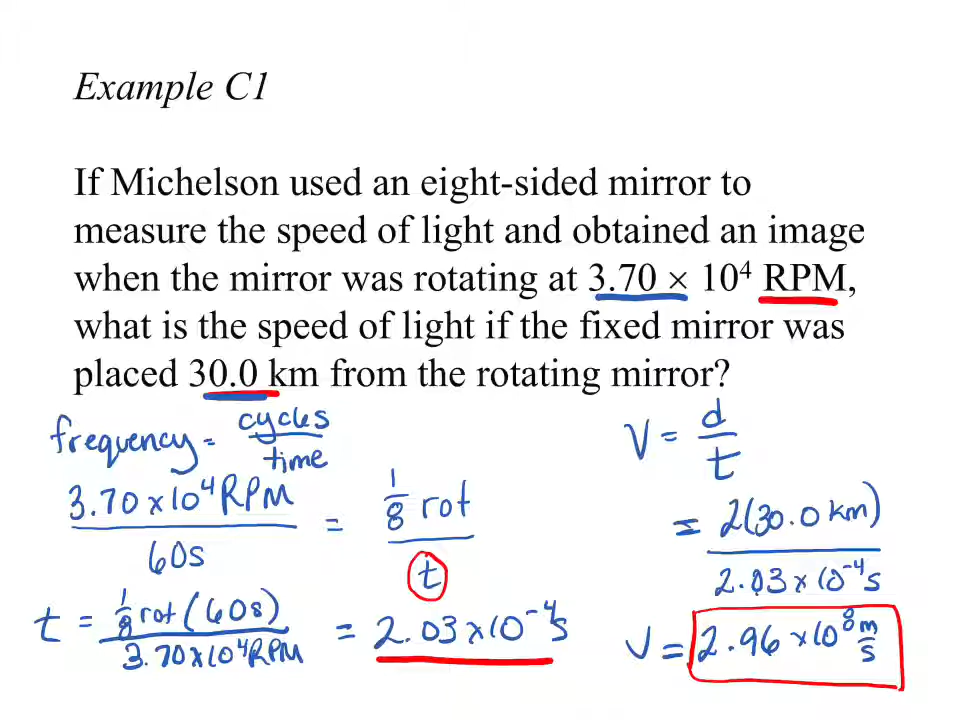 Example C1
If Michelson used an eight-sided mirror to
measure the speed of light and obtained an image
when the mirror was rotating at 3.70 × 10⁴ RPM,
what is the speed of light if the fixed mirror was
placed 30.0 km from the rotating mirror?
frequency = cycles / time
3.70 x 10⁴ RPM / 60s = 1/8 rot / t
t = 1/8 rot (60s) / 3.70x10⁴RPM = 2.03 x 10⁻⁴ s
V = d / t
= 2(30.0 km) / 2.03 x 10⁻⁴ s
V = 2.96 x 10⁸ m/s